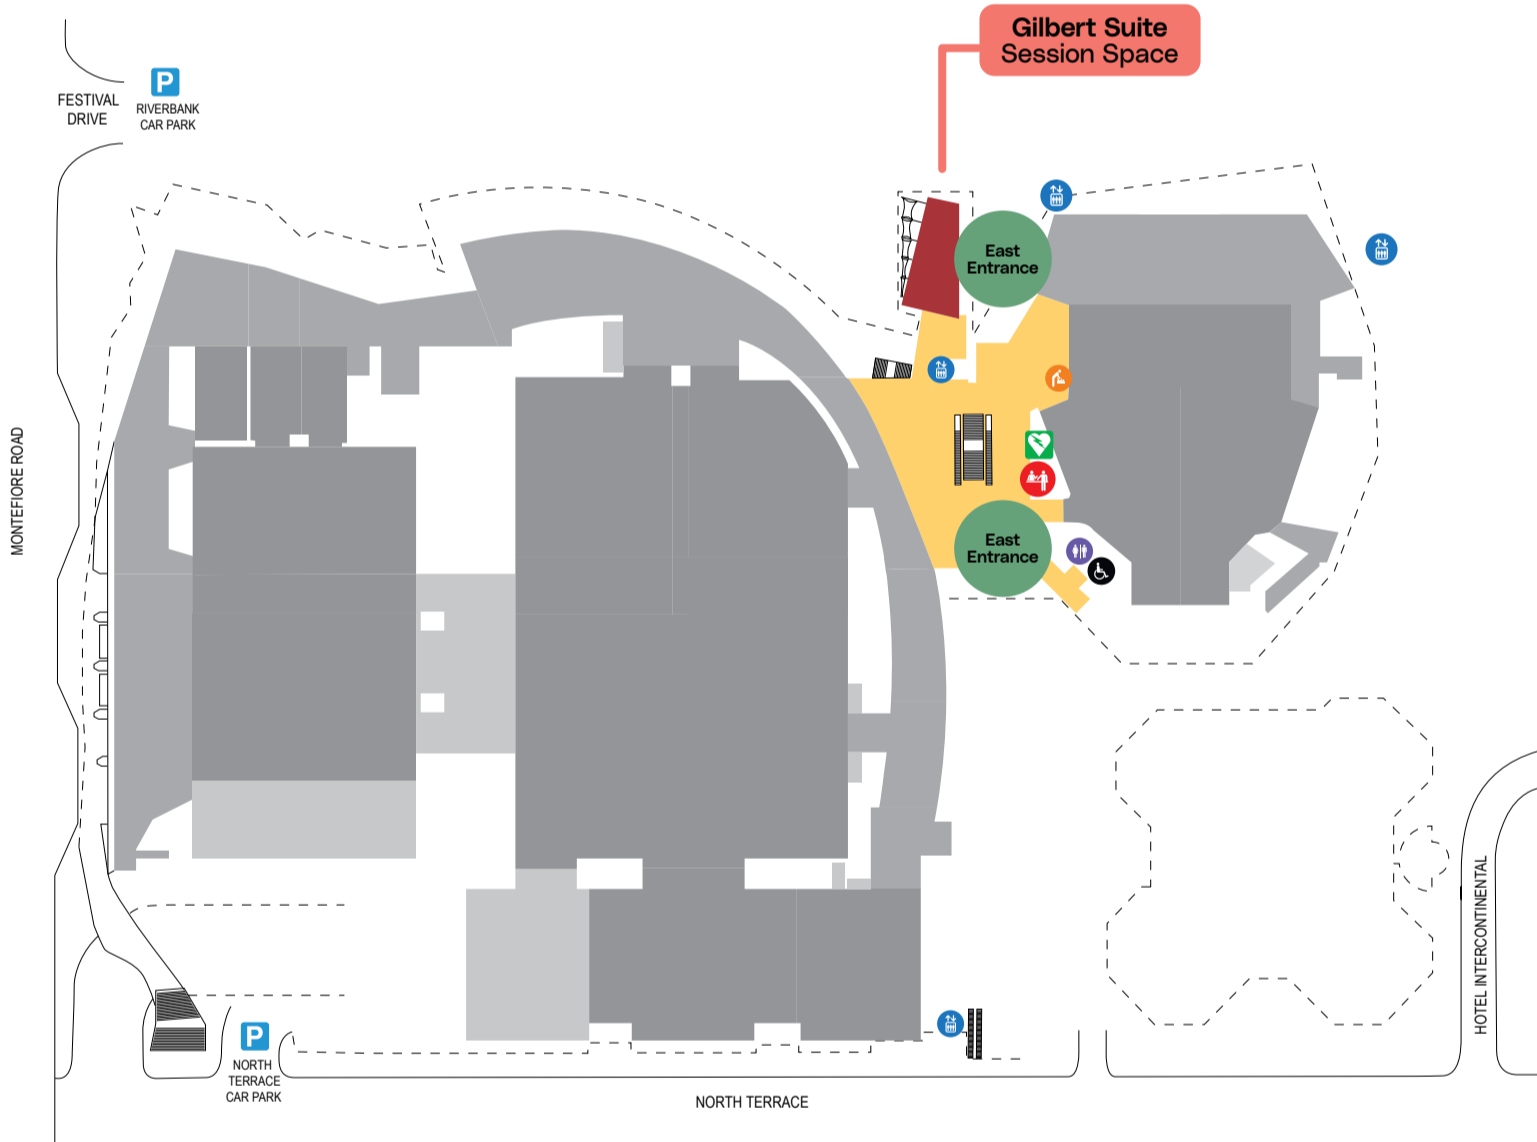 Gilbert Suite
Session Space
P
RIVERBANK
CAR PARK
FESTIVAL
DRIVE
East
Entrance
MONTEFIORE ROAD
East
Entrance
HOTEL INTERCONTINENTAL
P
NORTH
TERRACE
CAR PARK
NORTH TERRACE